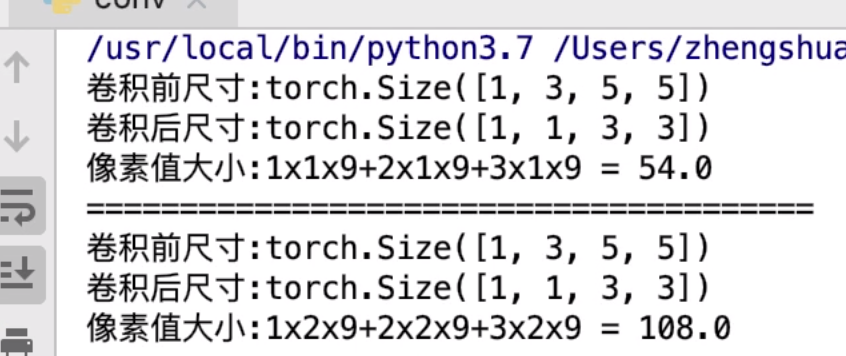 conv
/usr/local/bin/python3.7 /Users/zhengshua
卷积前尺寸:torch.Size([1, 3, 5, 5])
卷积后尺寸:torch.Size([1, 1, 3, 3])
像素值大小:1x1x9+2x1x9+3x1x9 = 54.0
========================================
卷积前尺寸:torch.Size([1, 3, 5, 5])
卷积后尺寸:torch.Size([1, 1, 3, 3])
像素值大小:1x2x9+2x2x9+3x2x9 = 108.0